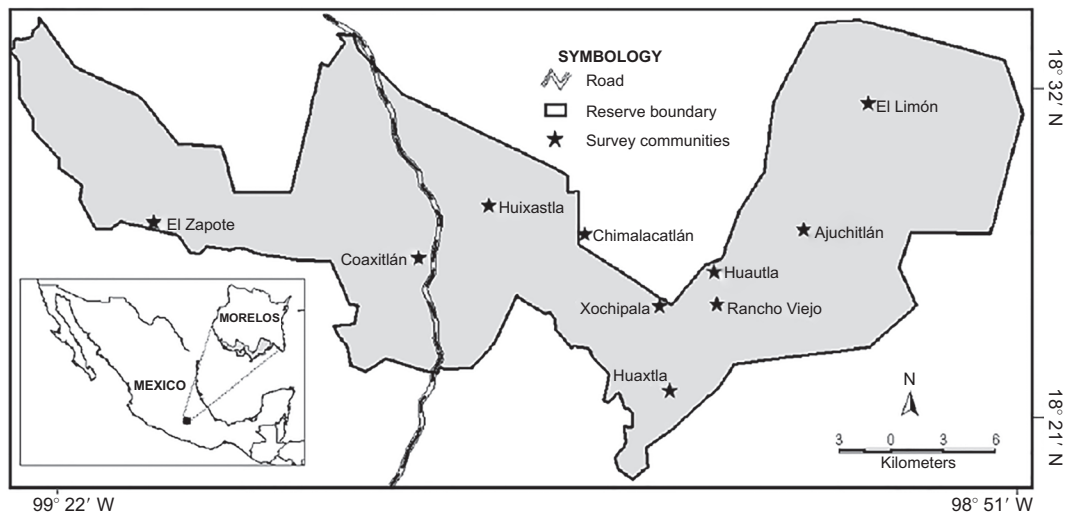 SYMBOLOGY
Road
Reserve boundary
Survey communities
18° 32′ N
El Limón
Huixastla
El Zapote
Chimalacatlán
Ajuchitlán
Coaxitlán
Huautla
Xochipala
Rancho Viejo
MORELOS
MEXICO
Huaxtla
N
3 0 3 6
Kilometers
18° 21′ N
99° 22′ W
98° 51′ W